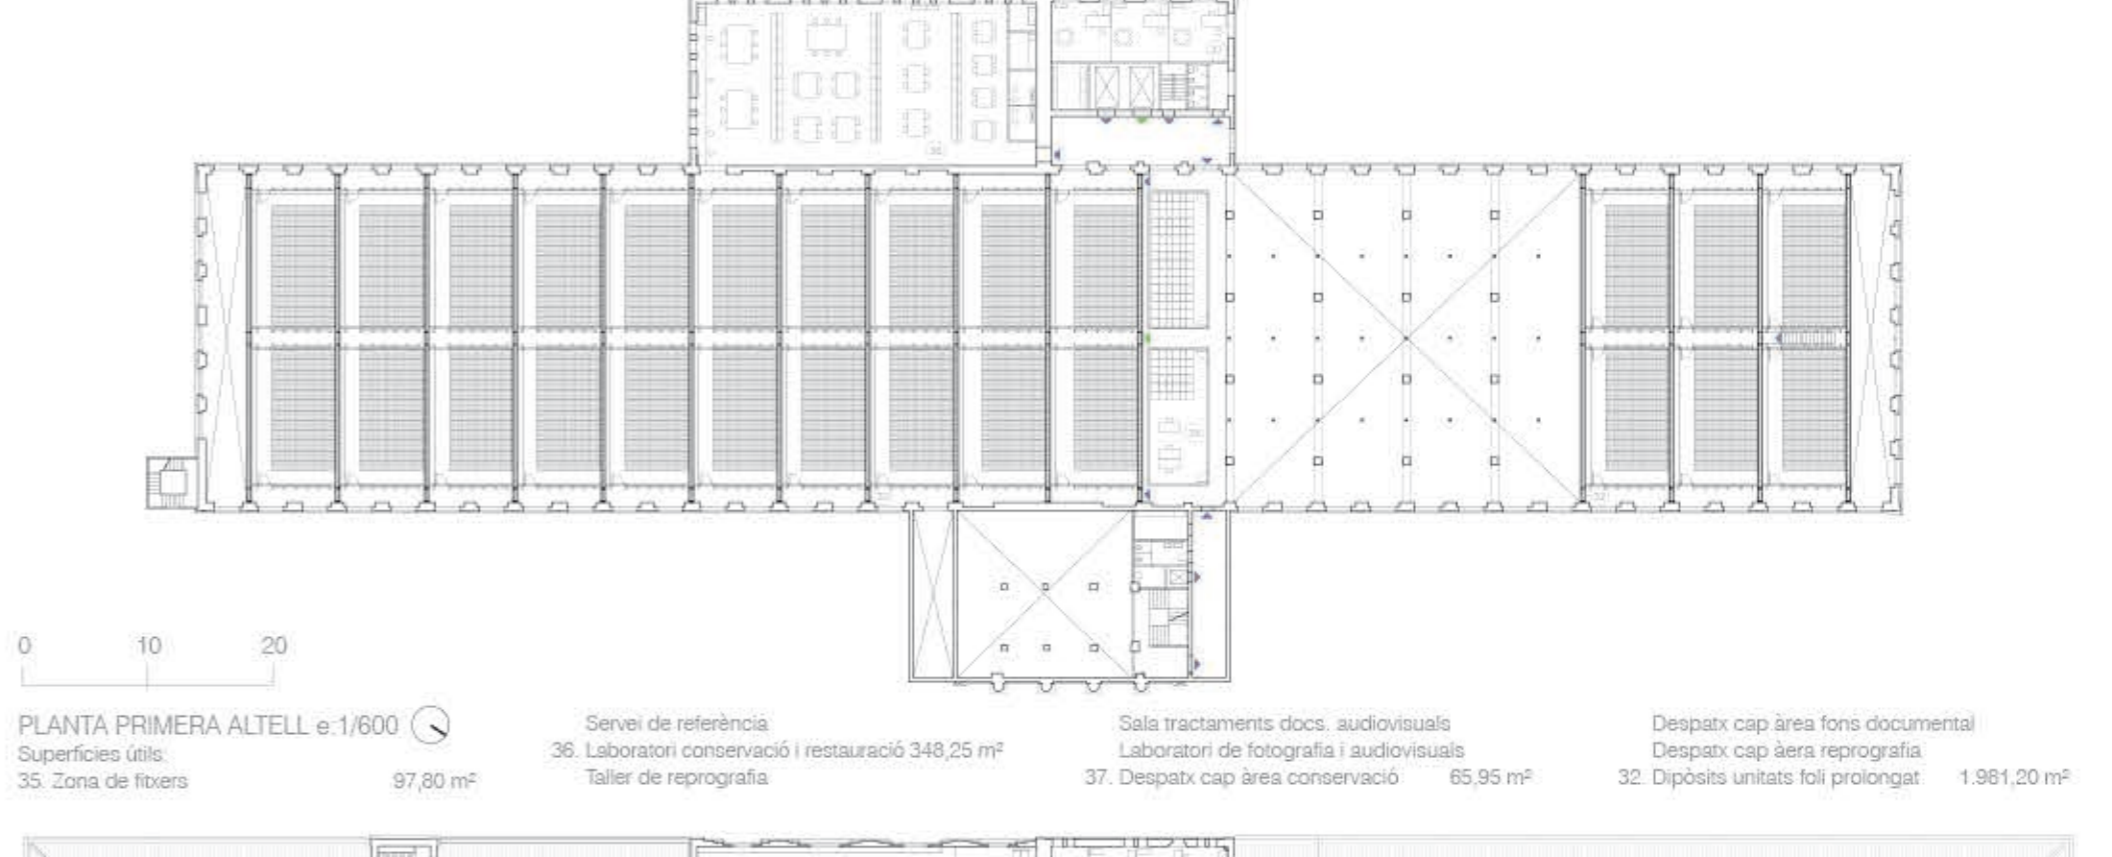 0 10 20
PLANTA PRIMERA ALTELL e:1/600
Superfícies útils:
35. Zona de fitxers 97,80 m²
Servei de referència
36. Laboratori conservació i restauració 348,25 m²
Taller de reprografia
Sala tractaments docs. audiovisuals
Laboratori de fotografia i audiovisuals
37. Despatx cap àrea conservació 65,95 m²
Despatx cap àrea fons documental
Despatx cap àera reprografia
32. Dipòsits unitats foli prolongat 1.981,20 m²